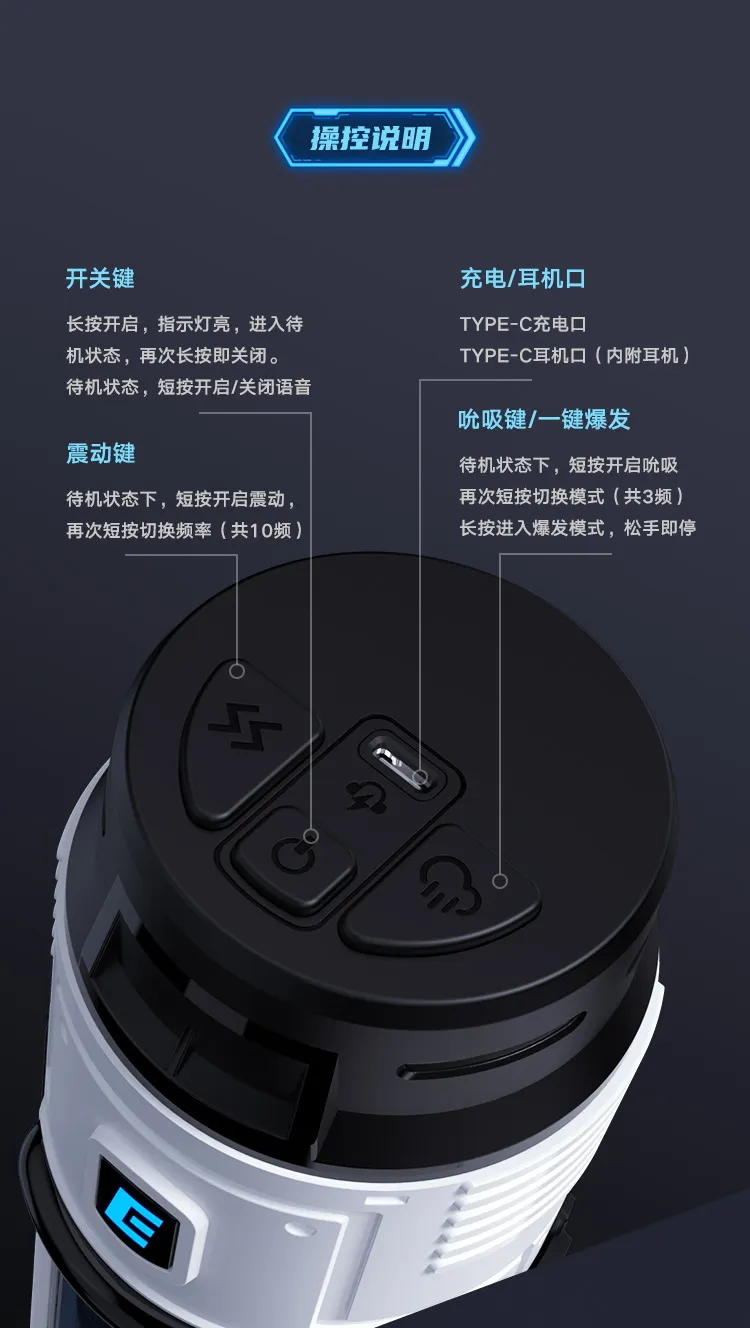 操控说明
开关键
长按开启，指示灯亮，进入待
机状态，再次长按即关闭。
待机状态，短按开启/关闭语音
震动键
待机状态下，短按开启震动，
再次短按切换频率（共10频）
充电/耳机口
TYPE-C充电口
TYPE-C耳机口（内附耳机）
吮吸键/一键爆发
待机状态下，短按开启吮吸
再次短按切换模式（共3频）
长按进入爆发模式，松手即停